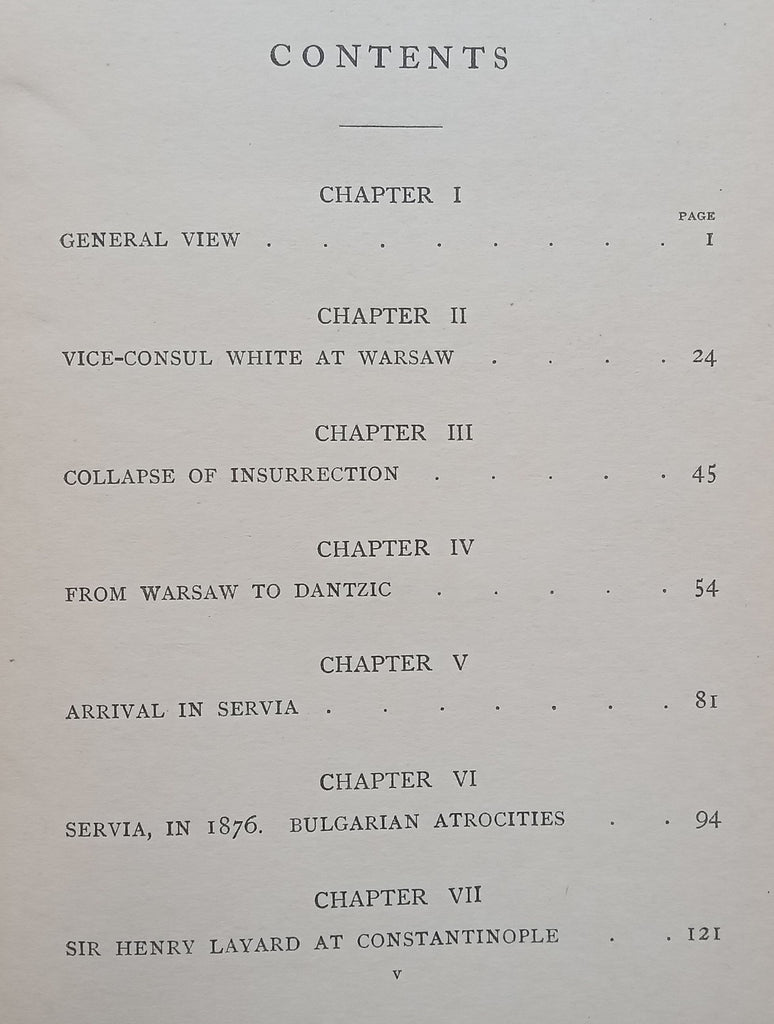 CONTENTS
CHAPTER I
PAGE
GENERAL VIEW . . . . . . . . 1
CHAPTER II
VICE-CONSUL WHITE AT WARSAW . . . . 24
CHAPTER III
COLLAPSE OF INSURRECTION . . . . . 45
CHAPTER IV
FROM WARSAW TO DANTZIC . . . . . 54
CHAPTER V
ARRIVAL IN SERVIA . . . . . . . 81
CHAPTER VI
SERVIA, IN 1876. BULGARIAN ATROCITIES . . 94
CHAPTER VII
SIR HENRY LAYARD AT CONSTANTINOPLE . . 121
v